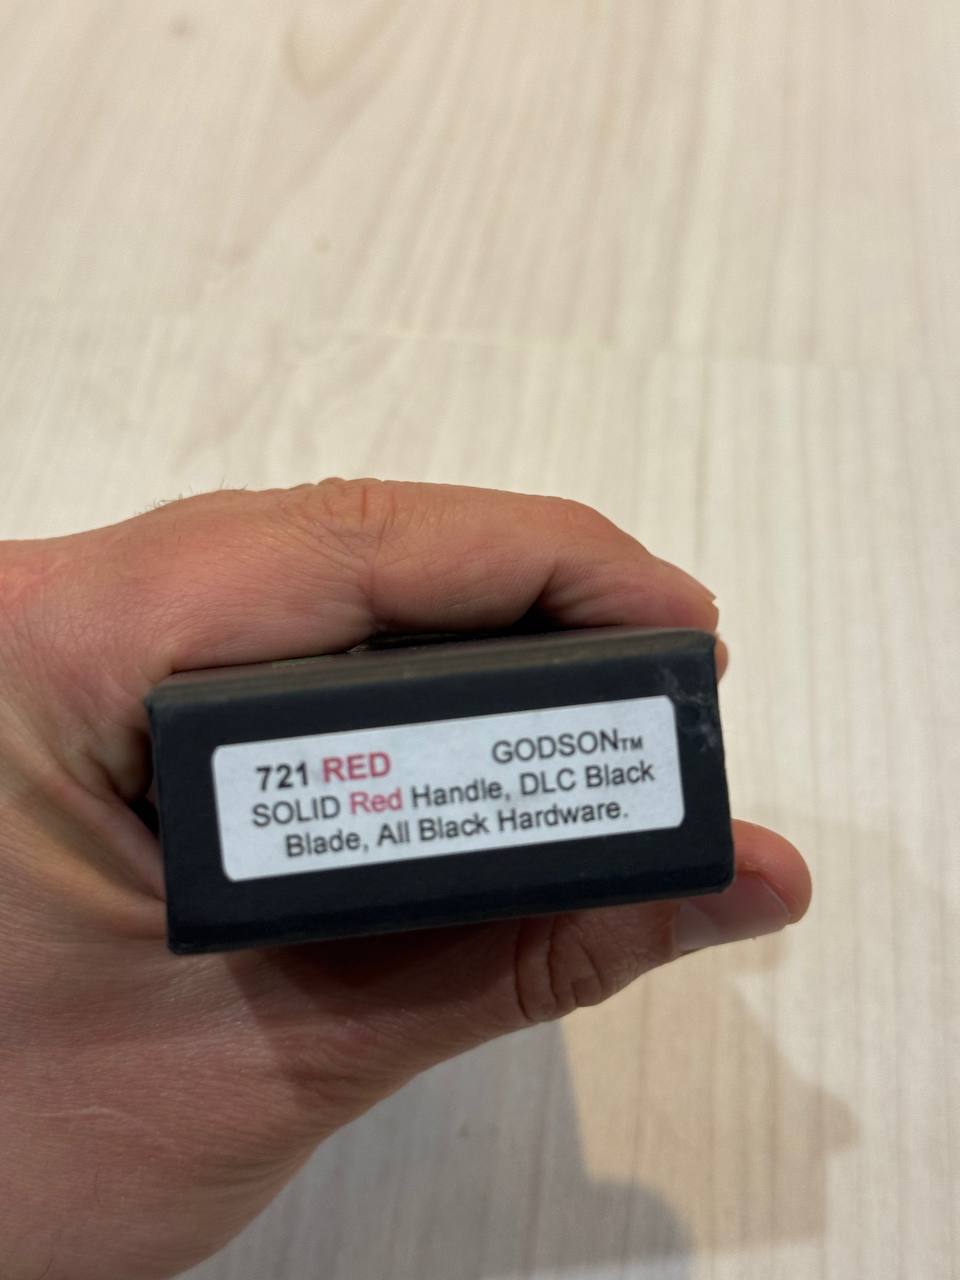 721 RED GODSON™
SOLID Red Handle, DLC Black
Blade, All Black Hardware.